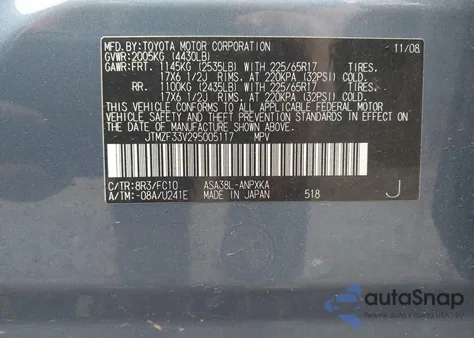 MFD.BY:TOYOTA MOTOR CORPORATION 11/08
GVWR:2005KG (4430LB)
GAWR:FRT. 1145KG (2535LB) WITH 225/65R17 TIRES.
17X6 1/2J RIMS. AT 220KPA (32PSI) COLD.
RR. 1100KG (2435LB) WITH 225/65R17 TIRES.
17X6 1/2J RIMS. AT 220KPA (32PSI) COLD.
THIS VEHICLE CONFORMS TO ALL APPLICABLE FEDERAL
MOTOR VEHICLE SAFETY AND THEFT PREVENTION STANDARDS
IN EFFECT ON THE DATE OF MANUFACTURE SHOWN ABOVE.
JTMZF33V295005117 MPV
C/TR:8R3/FC10 ASA38L-ANPXKA J
A/TM:-08A/U241E MADE IN JAPAN 518
autoSnap